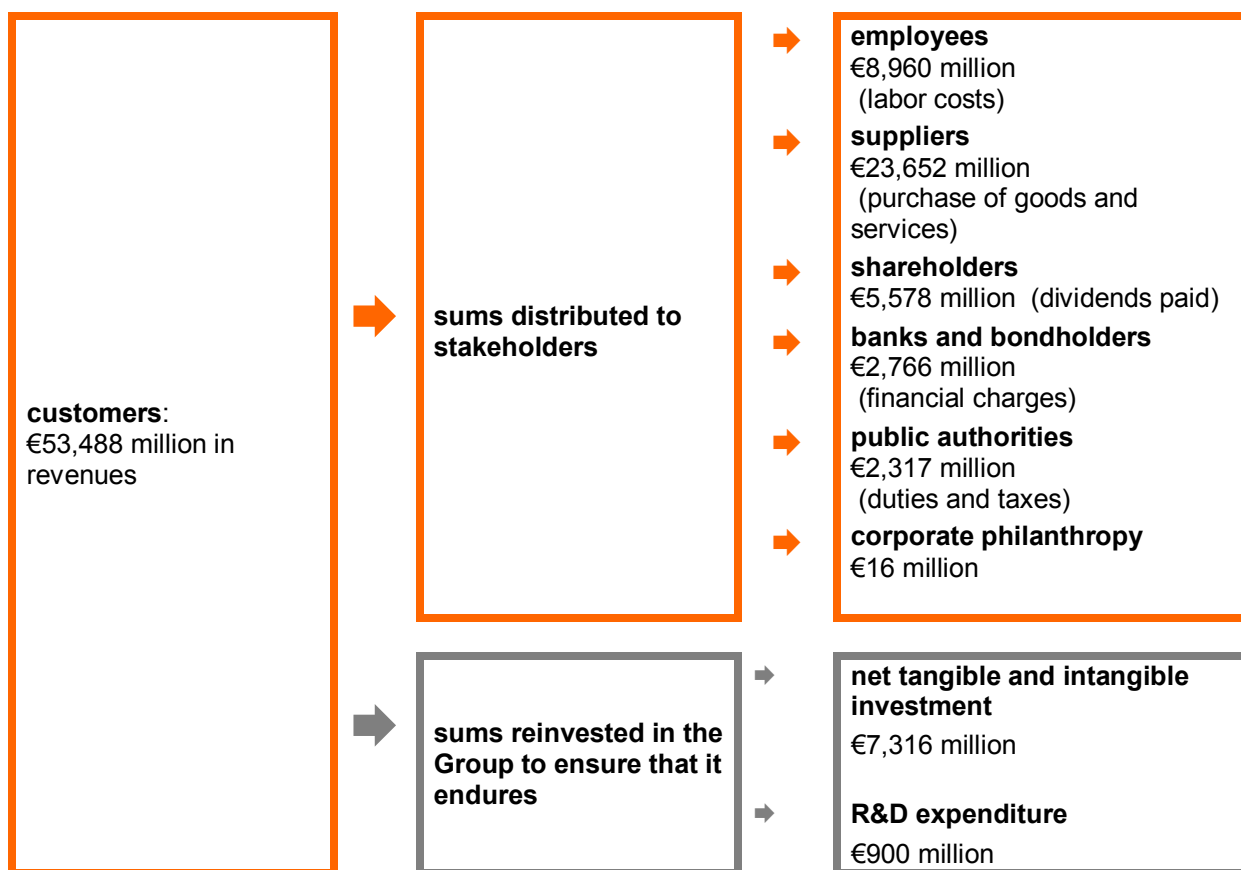 customers:
€53,488 million in
revenues
sums distributed to
stakeholders
employees
€8,960 million
(labor costs)
suppliers
€23,652 million
(purchase of goods and
services)
shareholders
€5,578 million (dividends paid)
banks and bondholders
€2,766 million
(financial charges)
public authorities
€2,317 million
(duties and taxes)
corporate philanthropy
€16 million
sums reinvested in the
Group to ensure that it
endures
net tangible and intangible
investment
€7,316 million
R&D expenditure
€900 million